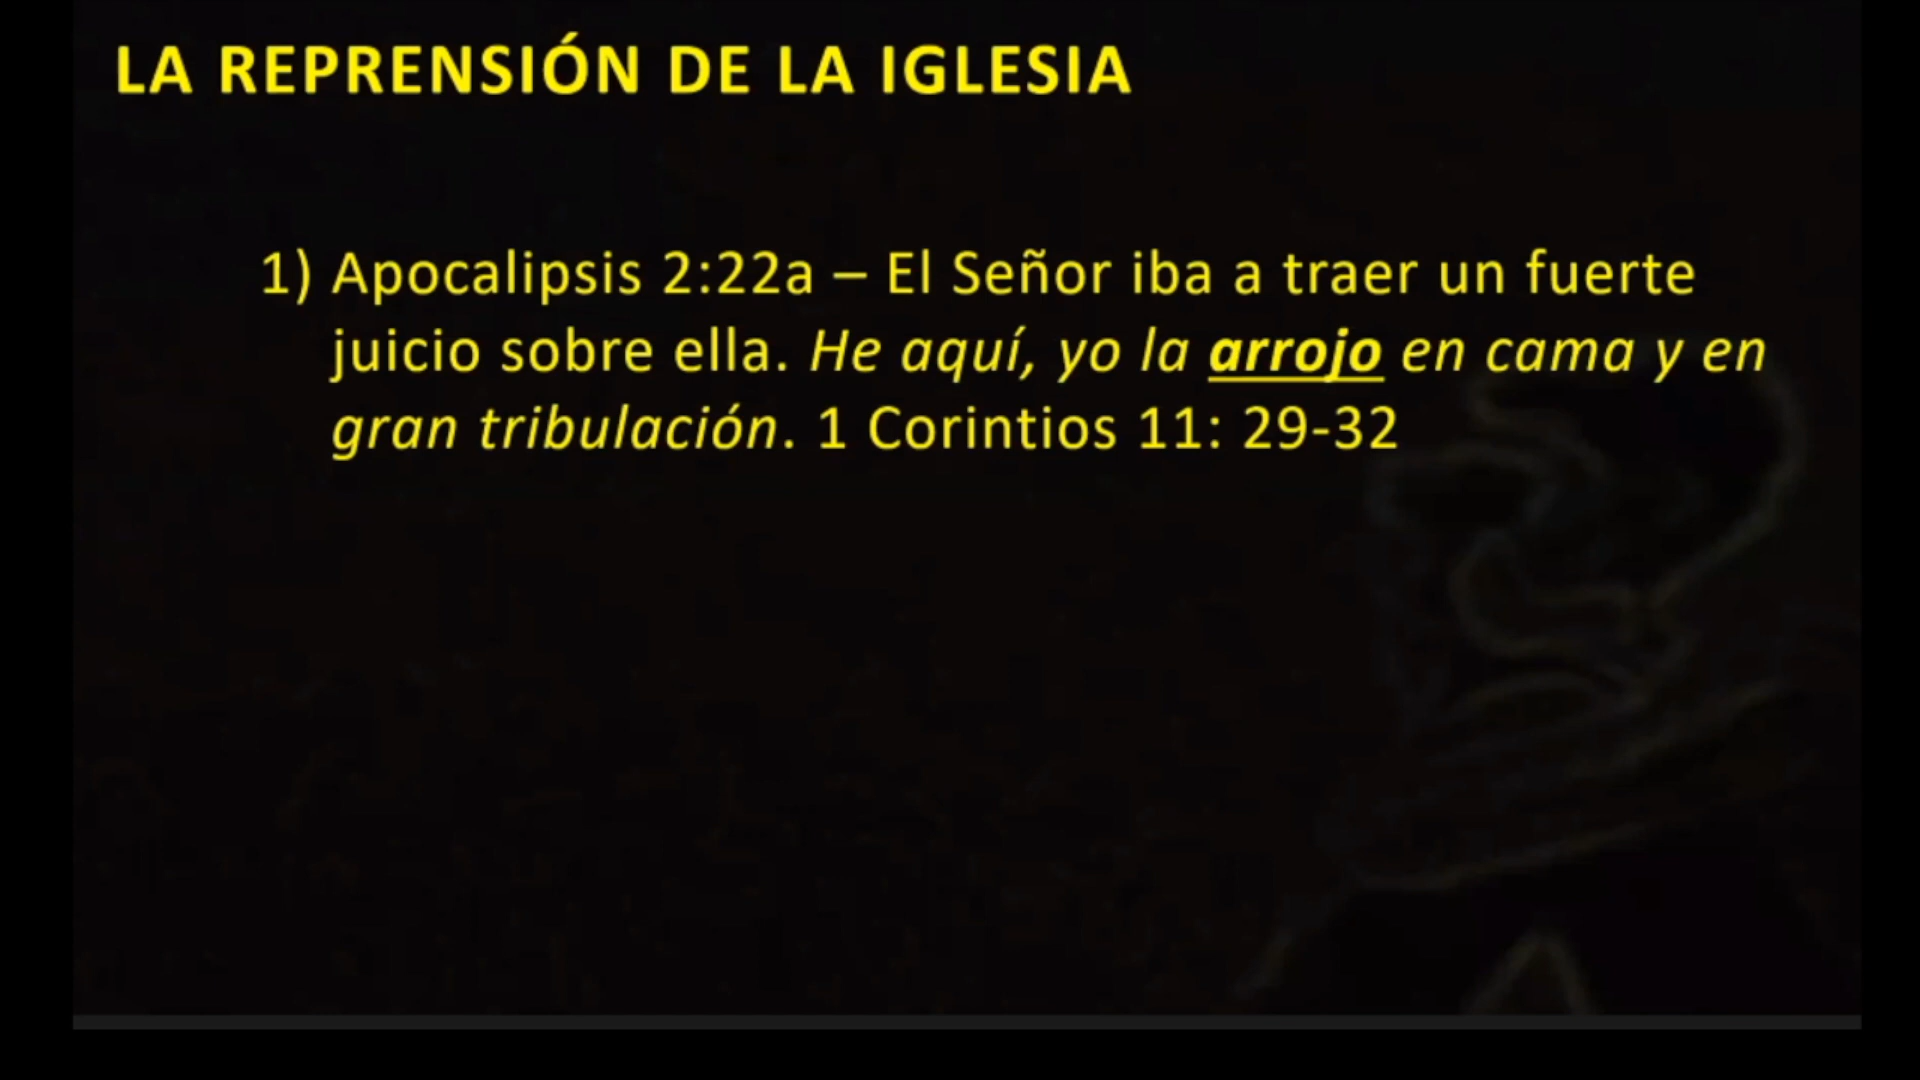 LA REPRENSIÓN DE LA IGLESIA
1) Apocalipsis 2:22a – El Señor iba a traer un fuerte
juicio sobre ella. He aquí, yo la arrojo en cama y en
gran tribulación. 1 Corintios 11: 29-32